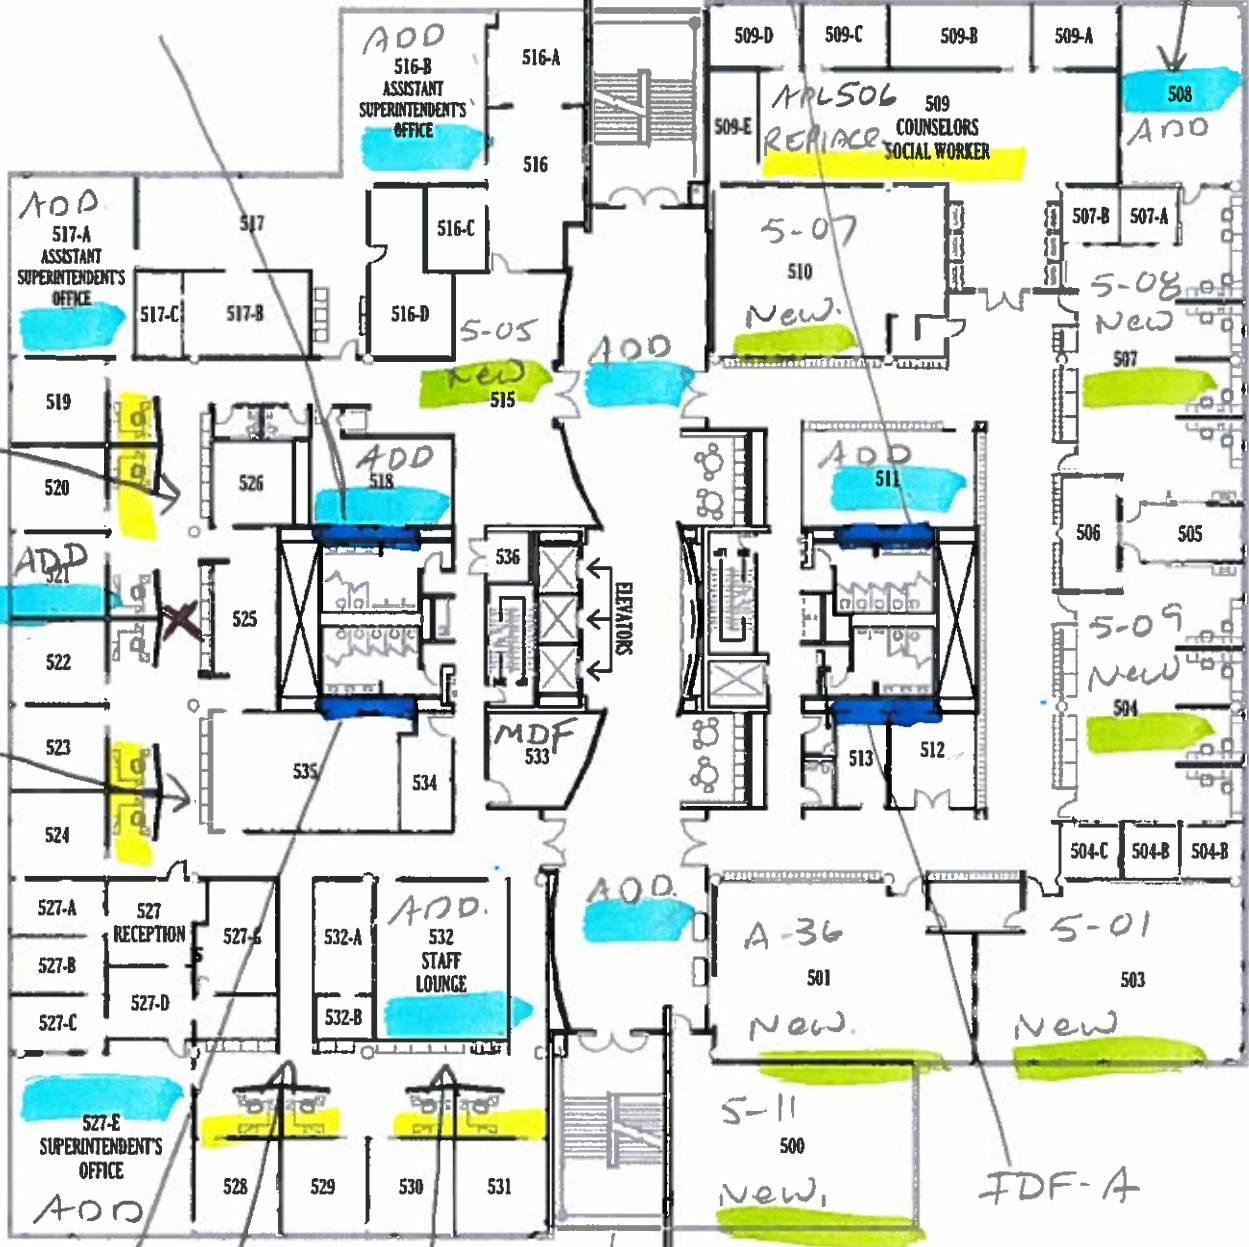 ADD
516-B
ASSISTANT
SUPERINTENDENT'S
OFFICE
516-A
516
509-D
509-C
509-B
509-A
509-E
APL506
REPLACE
509
COUNSELORS
SOCIAL WORKER
508
ADD
ADD
517-A
ASSISTANT
SUPERINTENDENT'S
OFFICE
517
517-C
517-B
516-C
516-D
5-05
New
515
ADD
5-07
510
New.
507-B
507-A
5-08
New
507
519
520
526
ADD
518
ADD
511
506
505
ADD
521
522
525
536
ELEVATORS
5-09
New
504
523
524
535
534
MDF
533
513
512
504-C
504-B
504-B
527-A
527-B
527-C
527
RECEPTION
527-D
527-G
532-A
532-B
ADD.
532
STAFF
LOUNGE
ADD.
A-36
501
New.
5-01
503
New
527-E
SUPERINTENDENT'S
OFFICE
ADD
528
529
530
531
5-11
500
New.
IDF-A